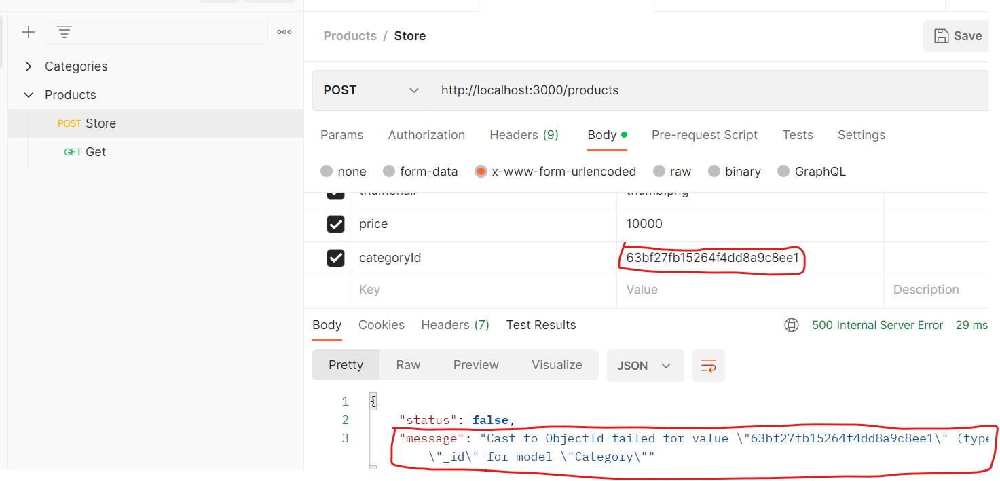 Products / Store
Save
Categories
Products
POST Store
GET Get
POST
http://localhost:3000/products
Params Authorization Headers (9) Body Pre-request Script Tests Settings
none form-data x-www-form-urlencoded raw binary GraphQL
thumbnail thumb.png
price 10000
categoryId 63bf27fb15264f4dd8a9c8ee1
Key Value Description
Body Cookies Headers (7) Test Results 500 Internal Server Error 29 ms
Pretty Raw Preview Visualize JSON
1 {
2 "status": false,
3 "message": "Cast to ObjectId failed for value \"63bf27fb15264f4dd8a9c8ee1\" (type
\"_id\" for model \"Category\""